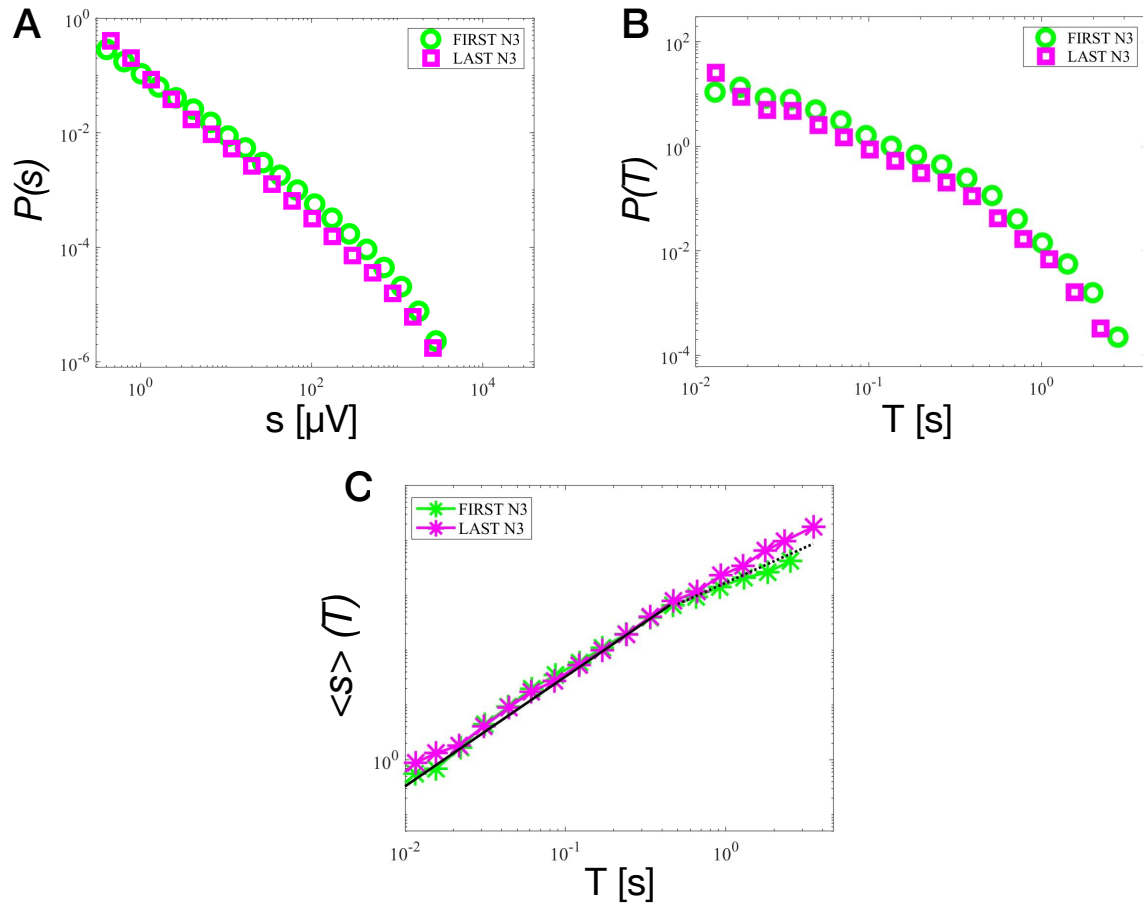 A
FIRST N3
LAST N3
10^0
10^-2
10^-4
10^-6
10^0
10^2
10^4
P(s)
s [µV]
B
FIRST N3
LAST N3
10^2
10^0
10^-2
10^-4
10^-2
10^-1
10^0
P(T)
T [s]
C
FIRST N3
LAST N3
10^0
10^-2
10^-1
10^0
<s> (T)
T [s]